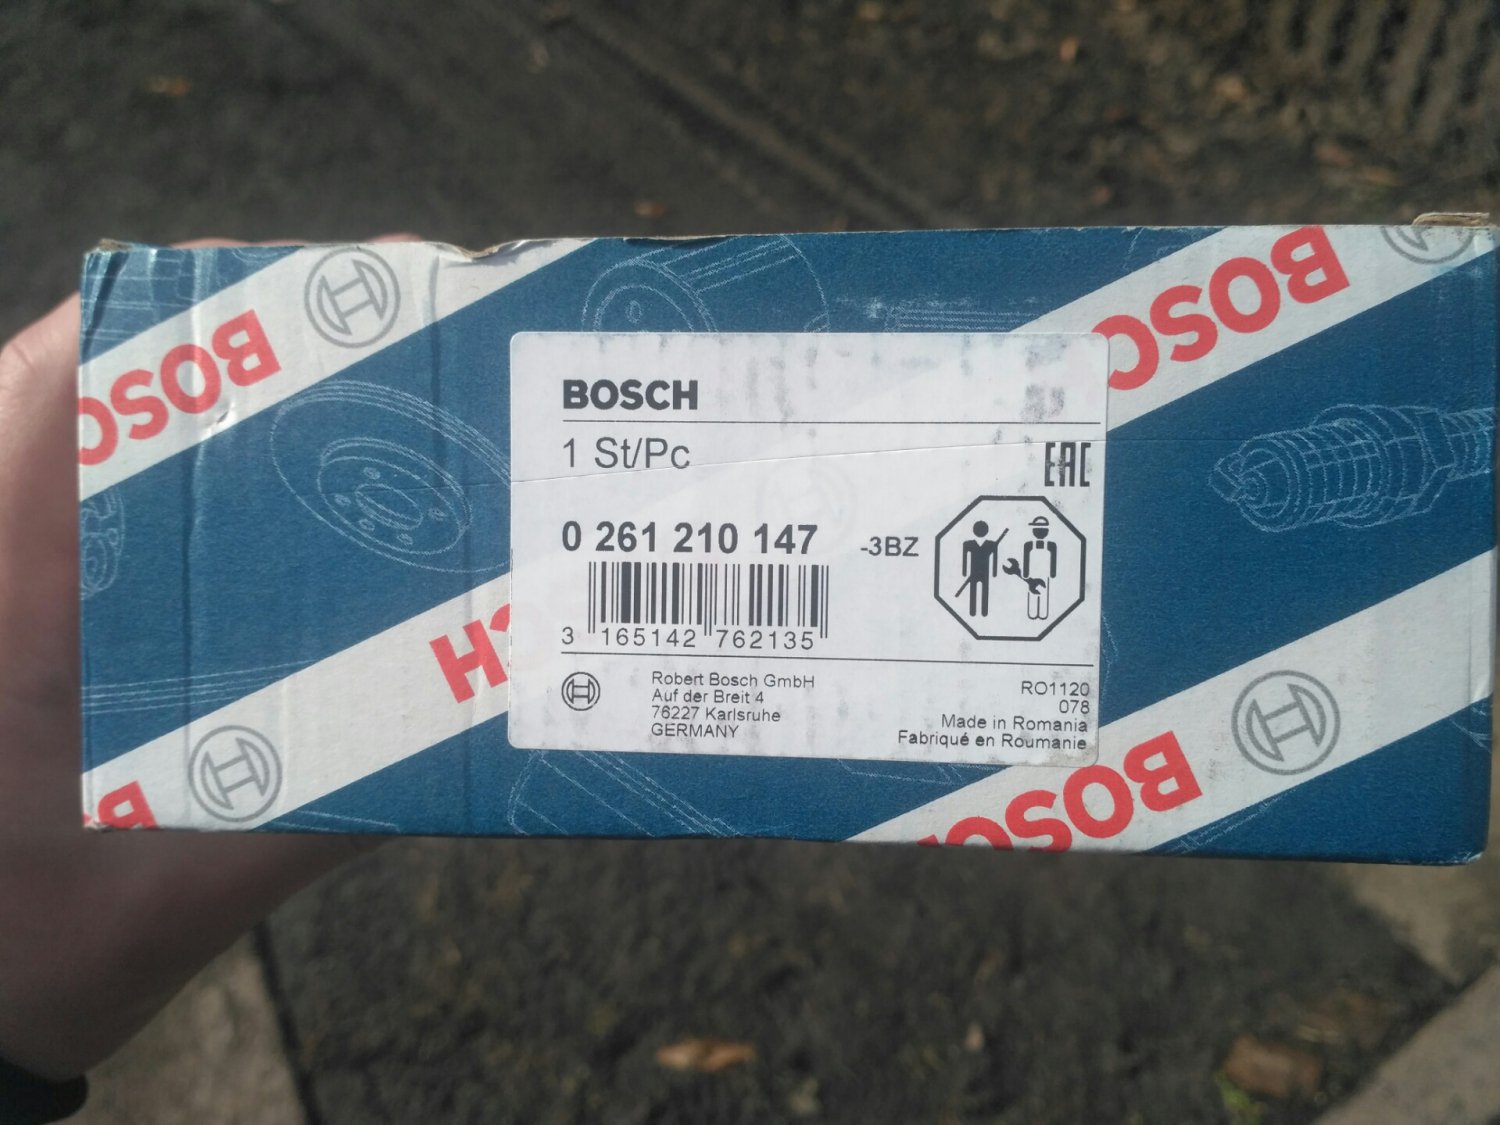 BOSCH
BOSCH
BOSCH
1 St/Pc
EAC
0 261 210 147
-3BZ
3 165142 762135
Robert Bosch GmbH
Auf der Breit 4
76227 Karlsruhe
GERMANY
RO1120
078
Made in Romania
Fabriqué en Roumanie
CH
BOSCH
B